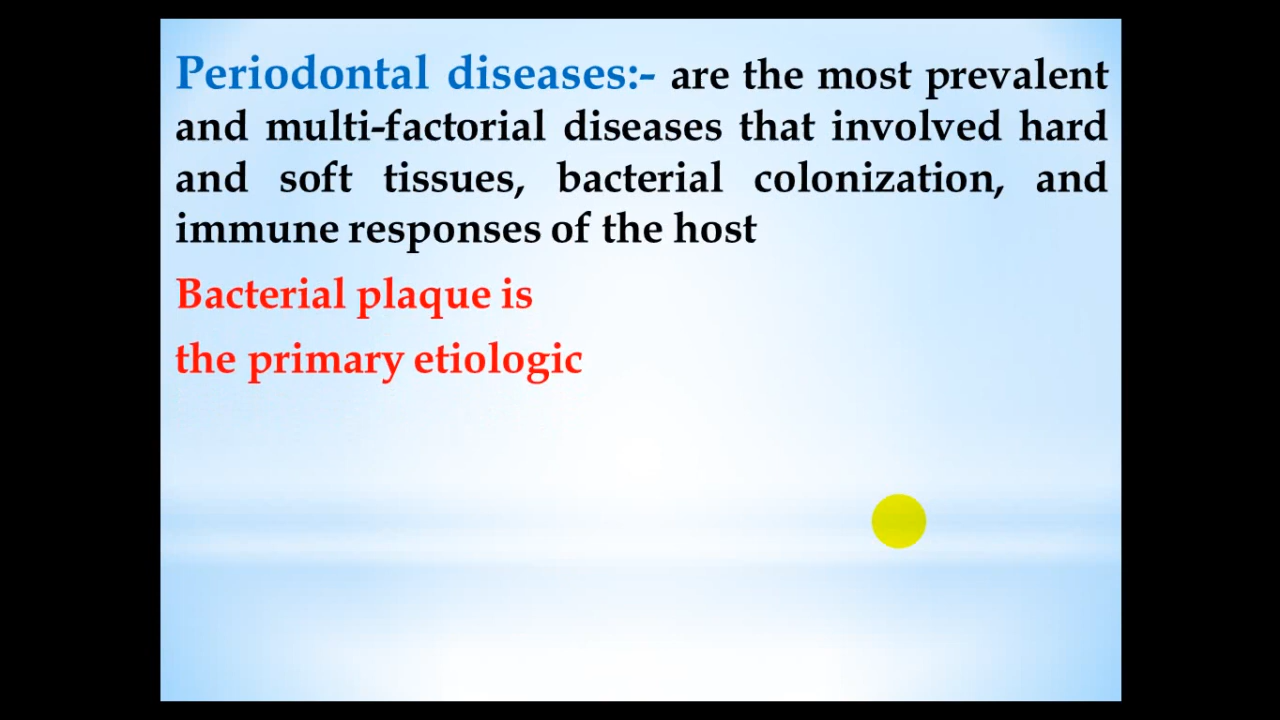 Periodontal diseases:- are the most prevalent
and multi-factorial diseases that involved hard
and soft tissues, bacterial colonization, and
immune responses of the host
Bacterial plaque is
the primary etiologic